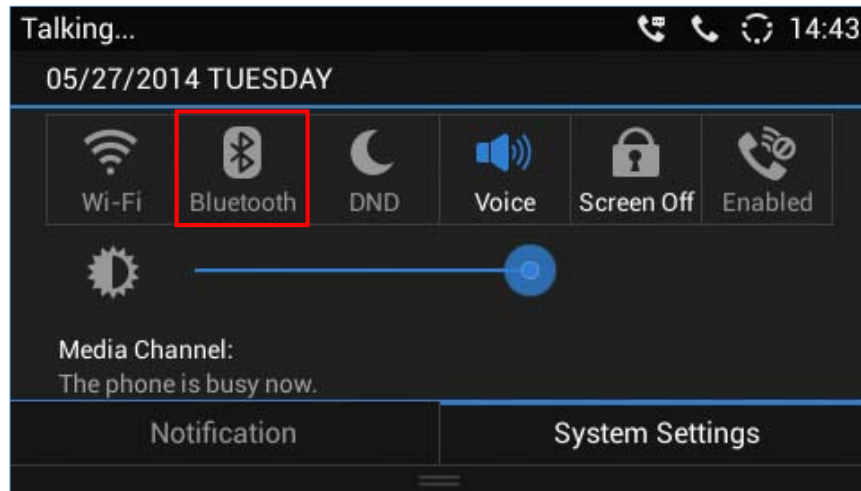 Talking... 14:43
05/27/2014 TUESDAY
Wi-Fi Bluetooth DND Voice Screen Off Enabled
Media Channel:
The phone is busy now.
Notification System Settings